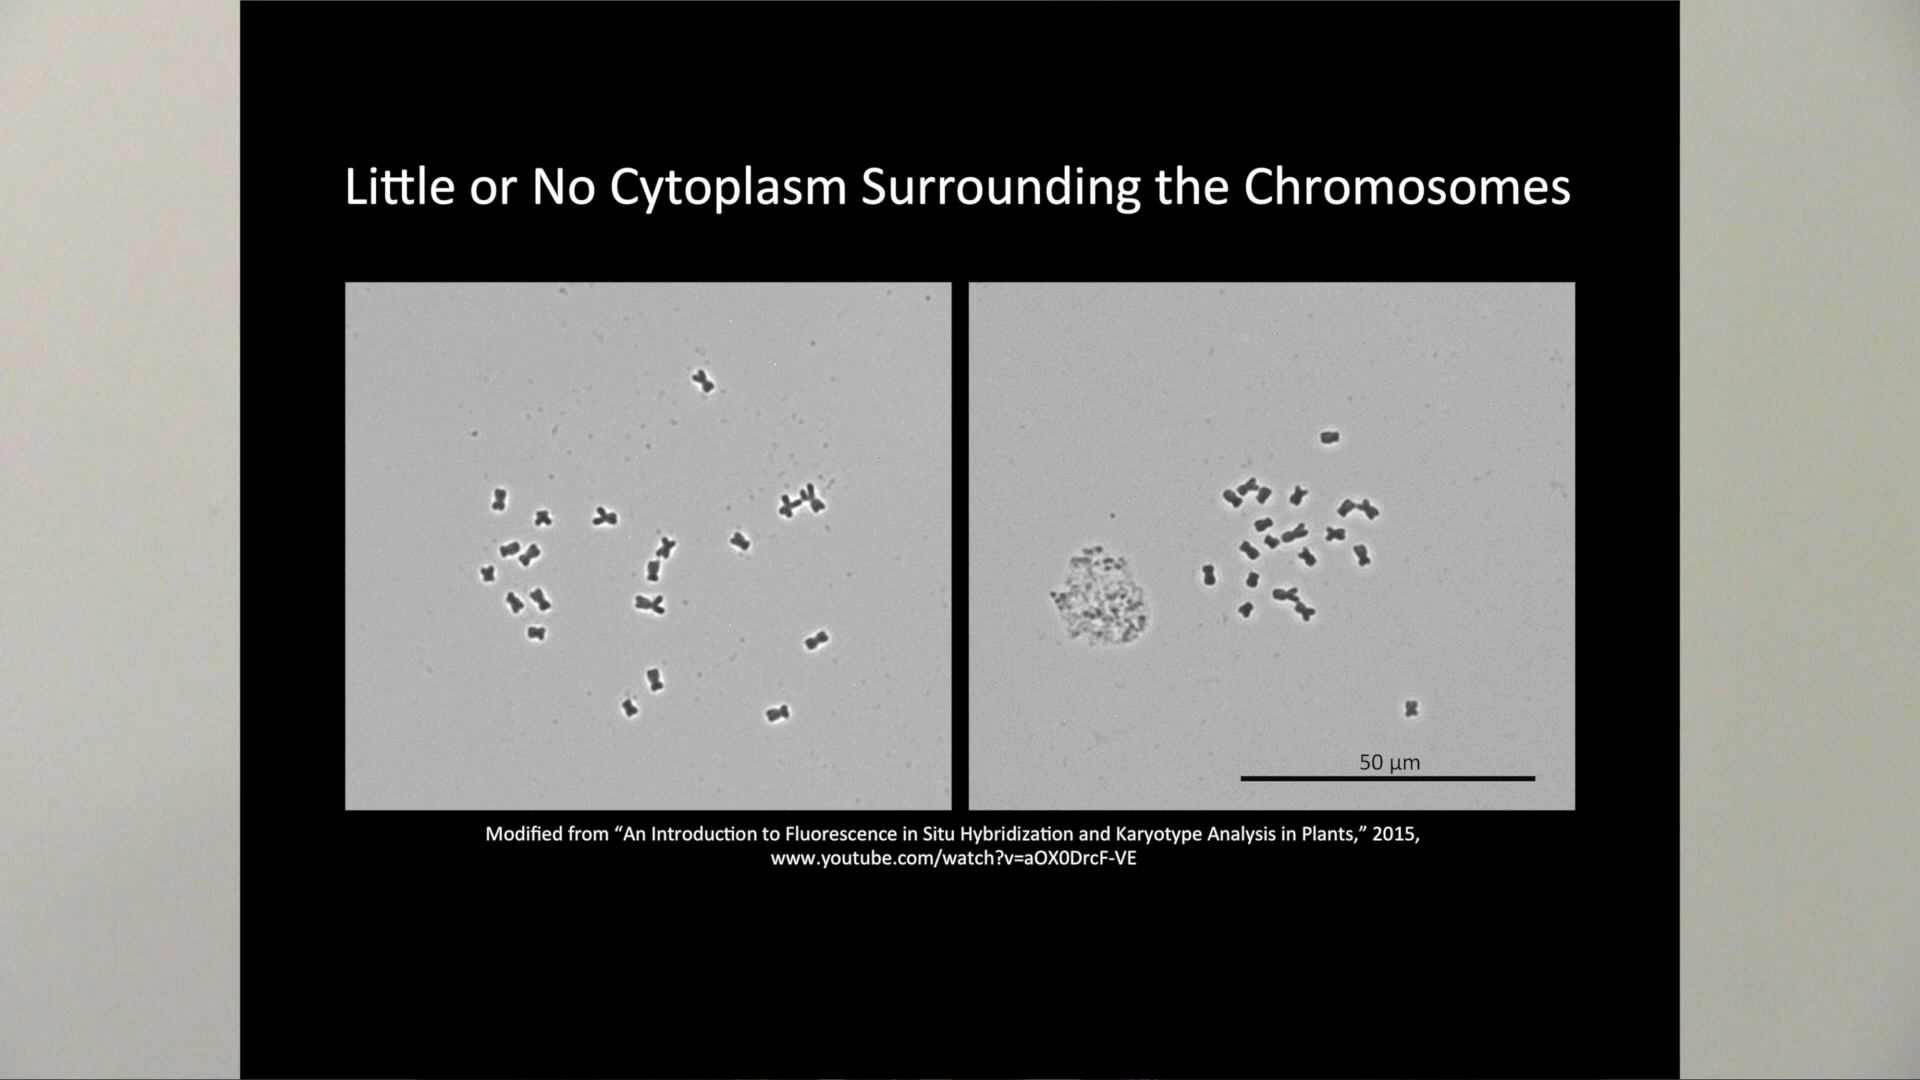 Little or No Cytoplasm Surrounding the Chromosomes
50 µm
Modified from “An Introduction to Fluorescence in Situ Hybridization and Karyotype Analysis in Plants,” 2015,
www.youtube.com/watch?v=aOX0DrcF-VE